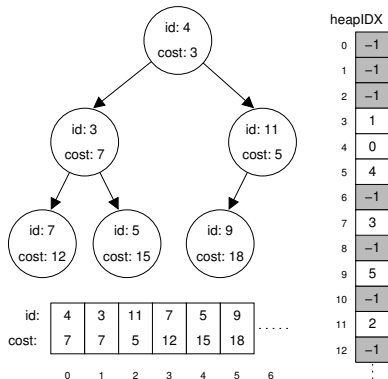 heapIDX
id: 4
cost: 3
id: 3
cost: 7
id: 11
cost: 5
id: 7
cost: 12
id: 5
cost: 15
id: 9
cost: 18
id: 4 3 11 7 5 9 .....
cost: 7 7 5 12 15 18
0 1 2 3 4 5 6
0 −1
1 −1
2 −1
3 1
4 0
5 4
6 −1
7 3
8 −1
9 5
10 −1
11 2
12 −1